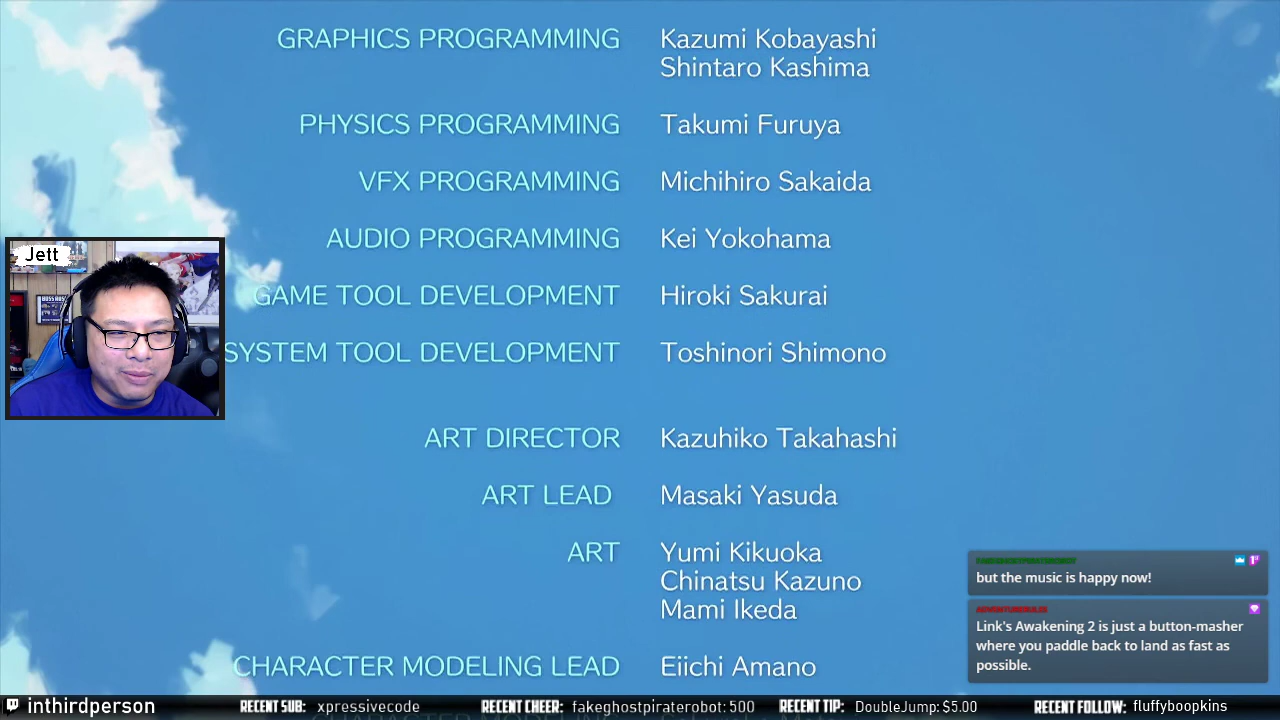 GRAPHICS PROGRAMMING Kazumi Kobayashi
Shintaro Kashima
PHYSICS PROGRAMMING Takumi Furuya
VFX PROGRAMMING Michihiro Sakaida
AUDIO PROGRAMMING Kei Yokohama
Jett
GAME TOOL DEVELOPMENT Hiroki Sakurai
SYSTEM TOOL DEVELOPMENT Toshinori Shimono
ART DIRECTOR Kazuhiko Takahashi
ART LEAD Masaki Yasuda
ART Yumi Kikuoka
Chinatsu Kazuno
Mami Ikeda
CHARACTER MODELING LEAD Eiichi Amano
but the music is happy now!
Link's Awakening 2 is just a button-masher
where you paddle back to land as fast as
possible.
inthirdperson RECENT SUB: xpressivecode RECENT CHEER: fakeghostpiraterobot: 500 RECENT TIP: DoubleJump: $5.00 RECENT FOLLOW: fluffyboopkins